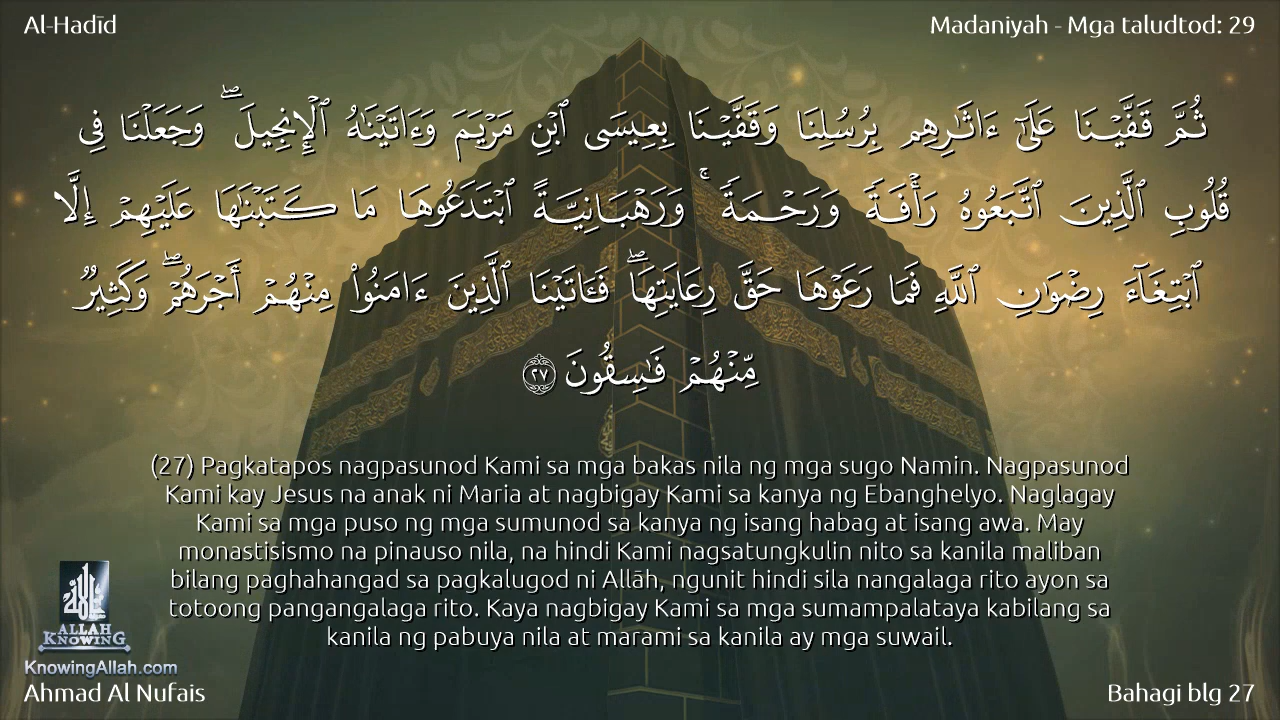 Al-Hadīd
Madaniyah - Mga taludtod: 29
ثُمَّ قَفَّيۡنَا عَلَىٰٓ ءَاثَٰرِهِم بِرُسُلِنَا وَقَفَّيۡنَا بِعِيسَى ٱبۡنِ مَرۡيَمَ وَءَاتَيۡنَٰهُ ٱلۡإِنجِيلَۖ وَجَعَلۡنَا فِي
قُلُوبِ ٱلَّذِينَ ٱتَّبَعُوهُ رَأۡفَةٗ وَرَحۡمَةٗۚ وَرَهۡبَانِيَّةً ٱبۡتَدَعُوهَا مَا كَتَبۡنَٰهَا عَلَيۡهِمۡ إِلَّا
ٱبۡتِغَآءَ رِضۡوَٰنِ ٱللَّهِ فَمَا رَعَوۡهَا حَقَّ رِعَايَتِهَاۖ فَـَٔاتَيۡنَا ٱلَّذِينَ ءَامَنُواْ مِنۡهُمۡ أَجۡرَهُمۡۖ وَكَثِيرٞ
مِّنۡهُمۡ فَٰسِقُونَ ٢٧
(27) Pagkatapos nagpasunod Kami sa mga bakas nila ng mga sugo Namin. Nagpasunod
Kami kay Jesus na anak ni Maria at nagbigay Kami sa kanya ng Ebanghelyo. Naglagay
Kami sa mga puso ng mga sumunod sa kanya ng isang habag at isang awa. May
monastisismo na pinauso nila, na hindi Kami nagsatungkulin nito sa kanila maliban
bilang paghahangad sa pagkalugod ni Allāh, ngunit hindi sila nangalaga rito ayon sa
totoong pangangalaga rito. Kaya nagbigay Kami sa mga sumampalataya kabilang sa
kanila ng pabuya nila at marami sa kanila ay mga suwail.
ALLAH
KNOWING
KnowingAllah.com
Ahmad Al Nufais
Bahagi blg 27